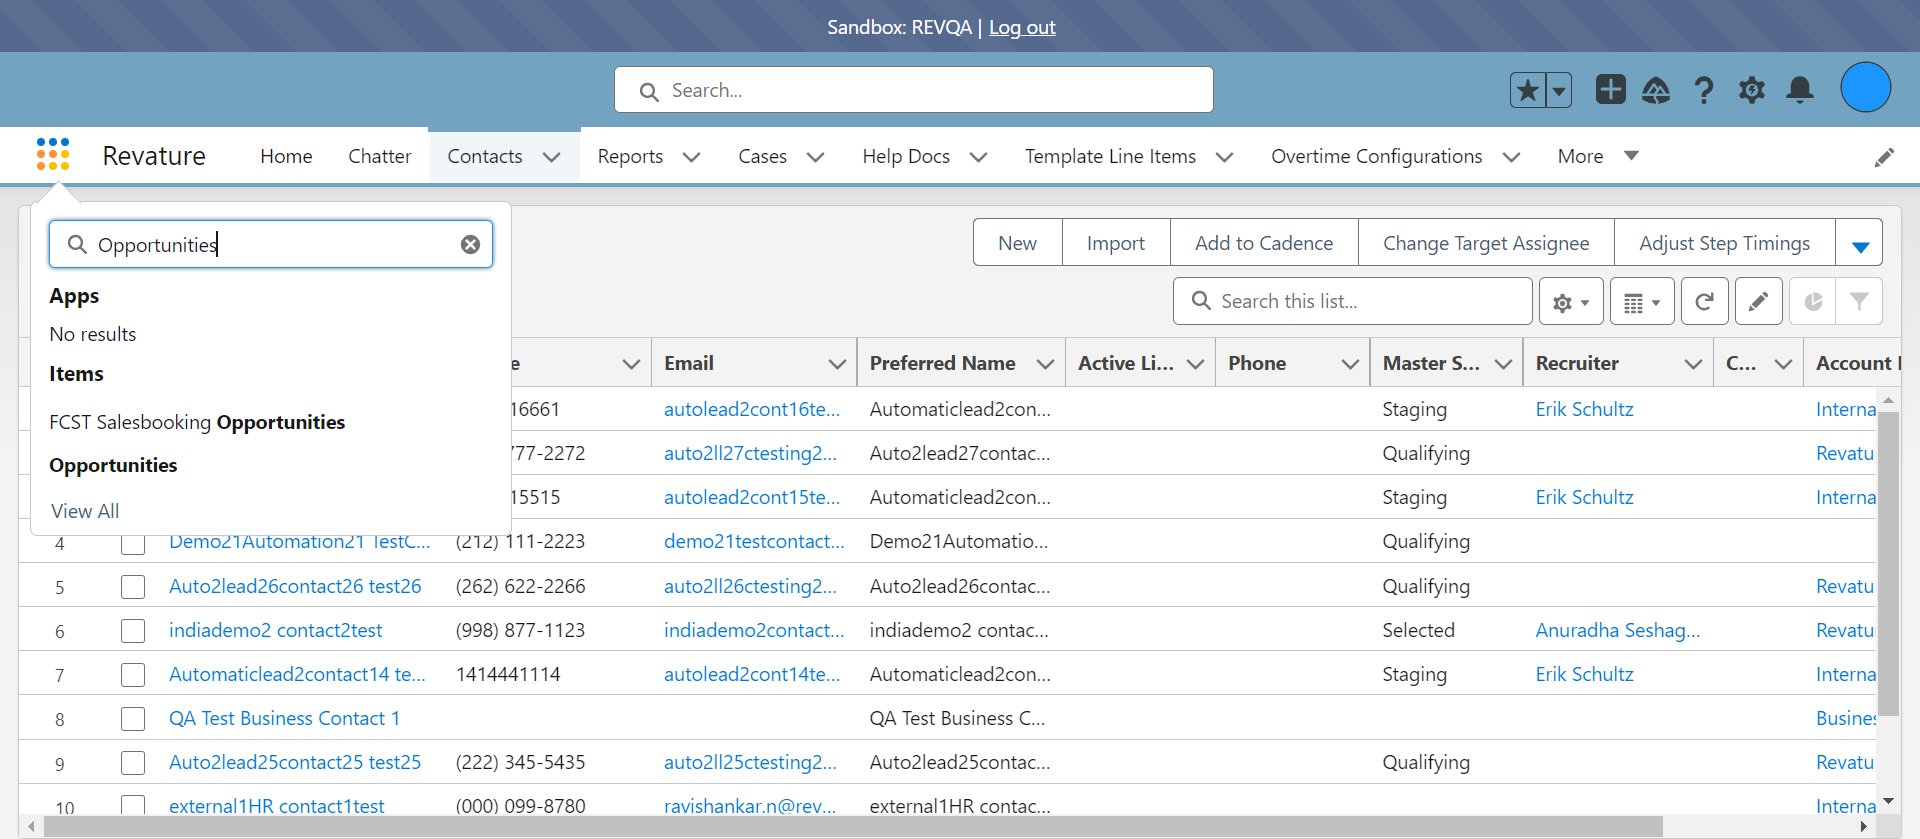 Sandbox: REVQA | Log out
Search...
Revature
Home
Chatter
Contacts
Reports
Cases
Help Docs
Template Line Items
Overtime Configurations
More
Opportunities
Apps
No results
Items
FCST Salesbooking Opportunities
Opportunities
View All
New
Import
Add to Cadence
Change Target Assignee
Adjust Step Timings
Search this list...
e Email Preferred Name Active Li... Phone Master S... Recruiter C... Account
16661 autolead2cont16te... Automaticlead2con... Staging Erik Schultz Interna
777-2272 auto2ll27ctesting2... Auto2lead27contac... Qualifying Revatu
15515 autolead2cont15te... Automaticlead2con... Staging Erik Schultz Interna
4 Demo21Automation21 TestC... (212) 111-2223 demo21testcontact... Demo21Automatio... Qualifying
5 Auto2lead26contact26 test26 (262) 622-2266 auto2ll26ctesting2... Auto2lead26contac... Qualifying Revatu
6 indiademo2 contact2test (998) 877-1123 indiademo2contact... indiademo2 contac... Selected Anuradha Seshag... Revatu
7 Automaticlead2contact14 te... 1414441114 autolead2cont14te... Automaticlead2con... Staging Erik Schultz Interna
8 QA Test Business Contact 1 QA Test Business C... Busines
9 Auto2lead25contact25 test25 (222) 345-5435 auto2ll25ctesting2... Auto2lead25contac... Qualifying Revatu
10 external1HR contact1test (000) 099-8780 ravishankar.n@rev... external1HR contac... Interna